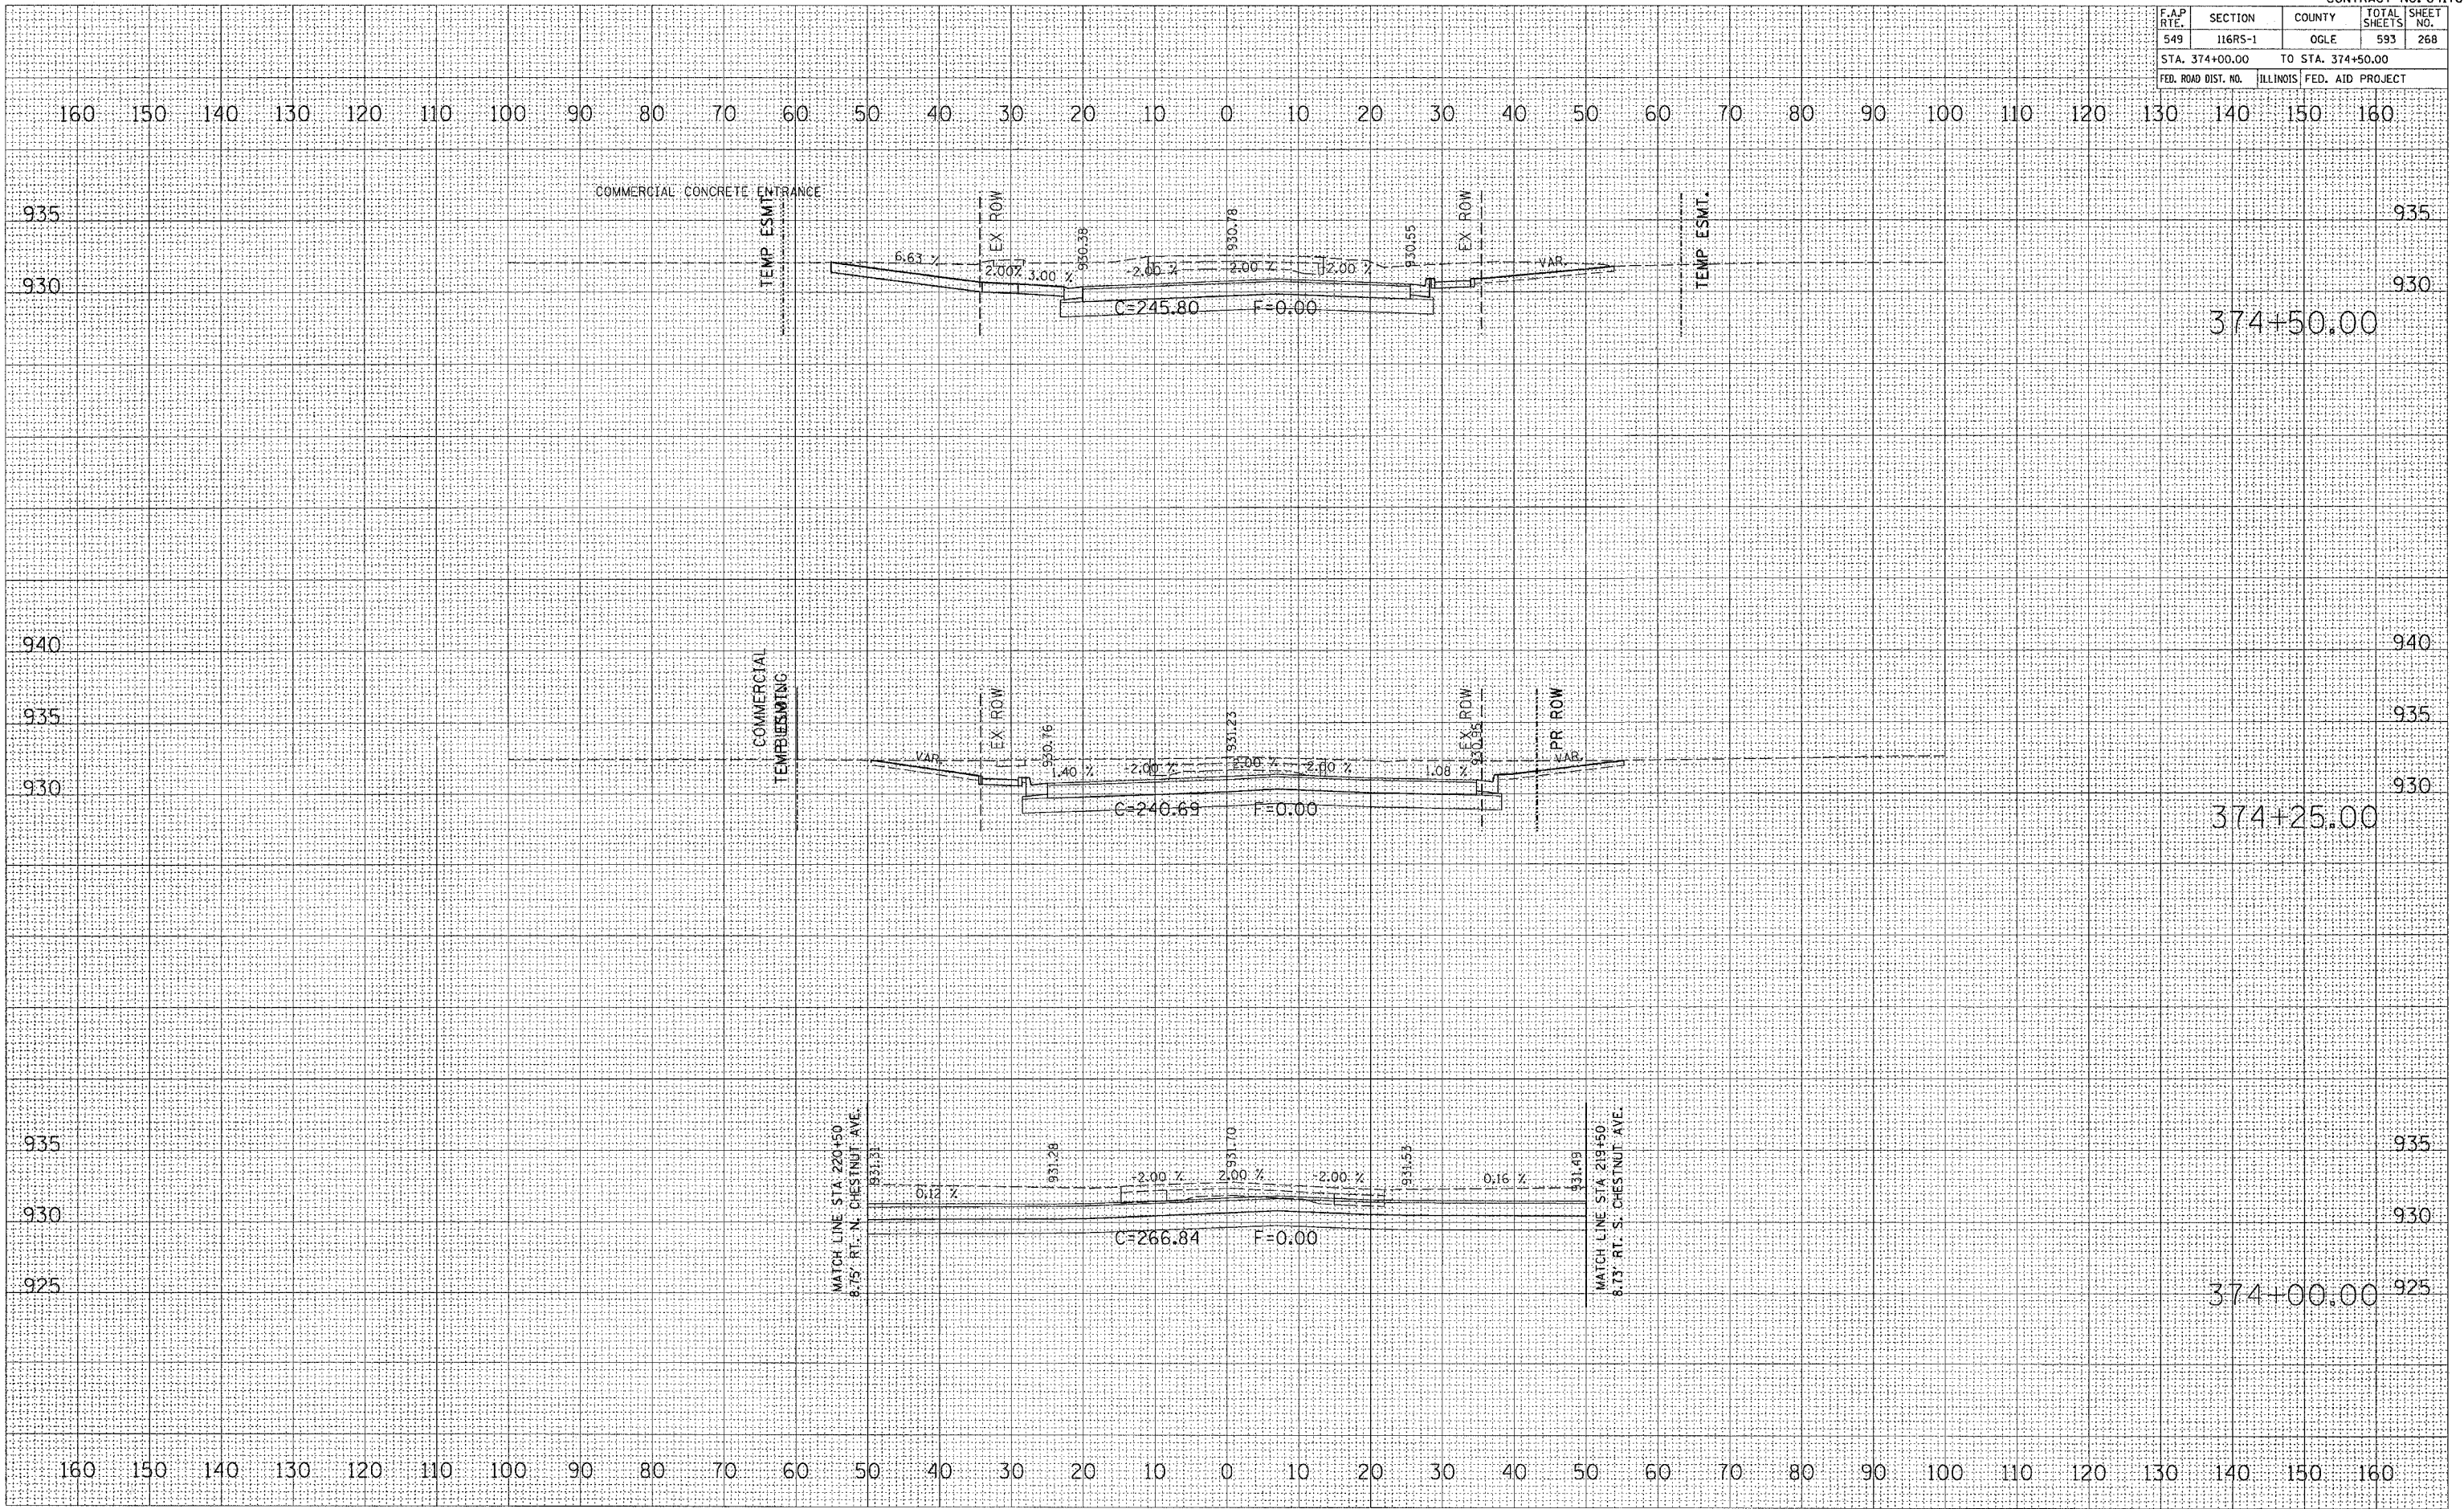 F.A.P RTE. SECTION COUNTY TOTAL SHEETS SHEET NO.
549 116RS-1 OGLE 593 268
STA. 374+00.00 TO STA. 374+50.00
FED. ROAD DIST. NO. ILLINOIS FED. AID PROJECT
160 150 140 130 120 110 100 90 80 70 60 50 40 30 20 10 0 10 20 30 40 50 60 70 80 90 100 110 120 130 140 150 160
COMMERCIAL CONCRETE ENTRANCE
TEMP ESMT.
EX ROW
930.38
930.78
930.55
EX ROW
TEMP ESMT.
935 935
6.63 % 2.00% 3.00 % -2.00 % 2.00 % -2.00 % VAR.
930 930
C=245.80 F=0.00
374+50.00
940 940
COMMERCIAL
BUILDING
TEMP ESMT.
EX ROW
930.76
931.23
EX ROW
930.95
PR ROW
935 935
VAR. 1.40 % -2.00 % 2.00 % -2.00 % 1.08 % VAR.
930 930
C=240.69 F=0.00
374+25.00
935 935
MATCH LINE STA 220+50
8.75' RT. N. CHESTNUT AVE.
931.31
931.28
931.70
931.53
931.49
MATCH LINE STA 219+50
8.73' RT. S. CHESTNUT AVE.
0.12 % -2.00 % 2.00 % -2.00 % 0.16 %
930 930
C=266.84 F=0.00
925 925
374+00.00
160 150 140 130 120 110 100 90 80 70 60 50 40 30 20 10 0 10 20 30 40 50 60 70 80 90 100 110 120 130 140 150 160